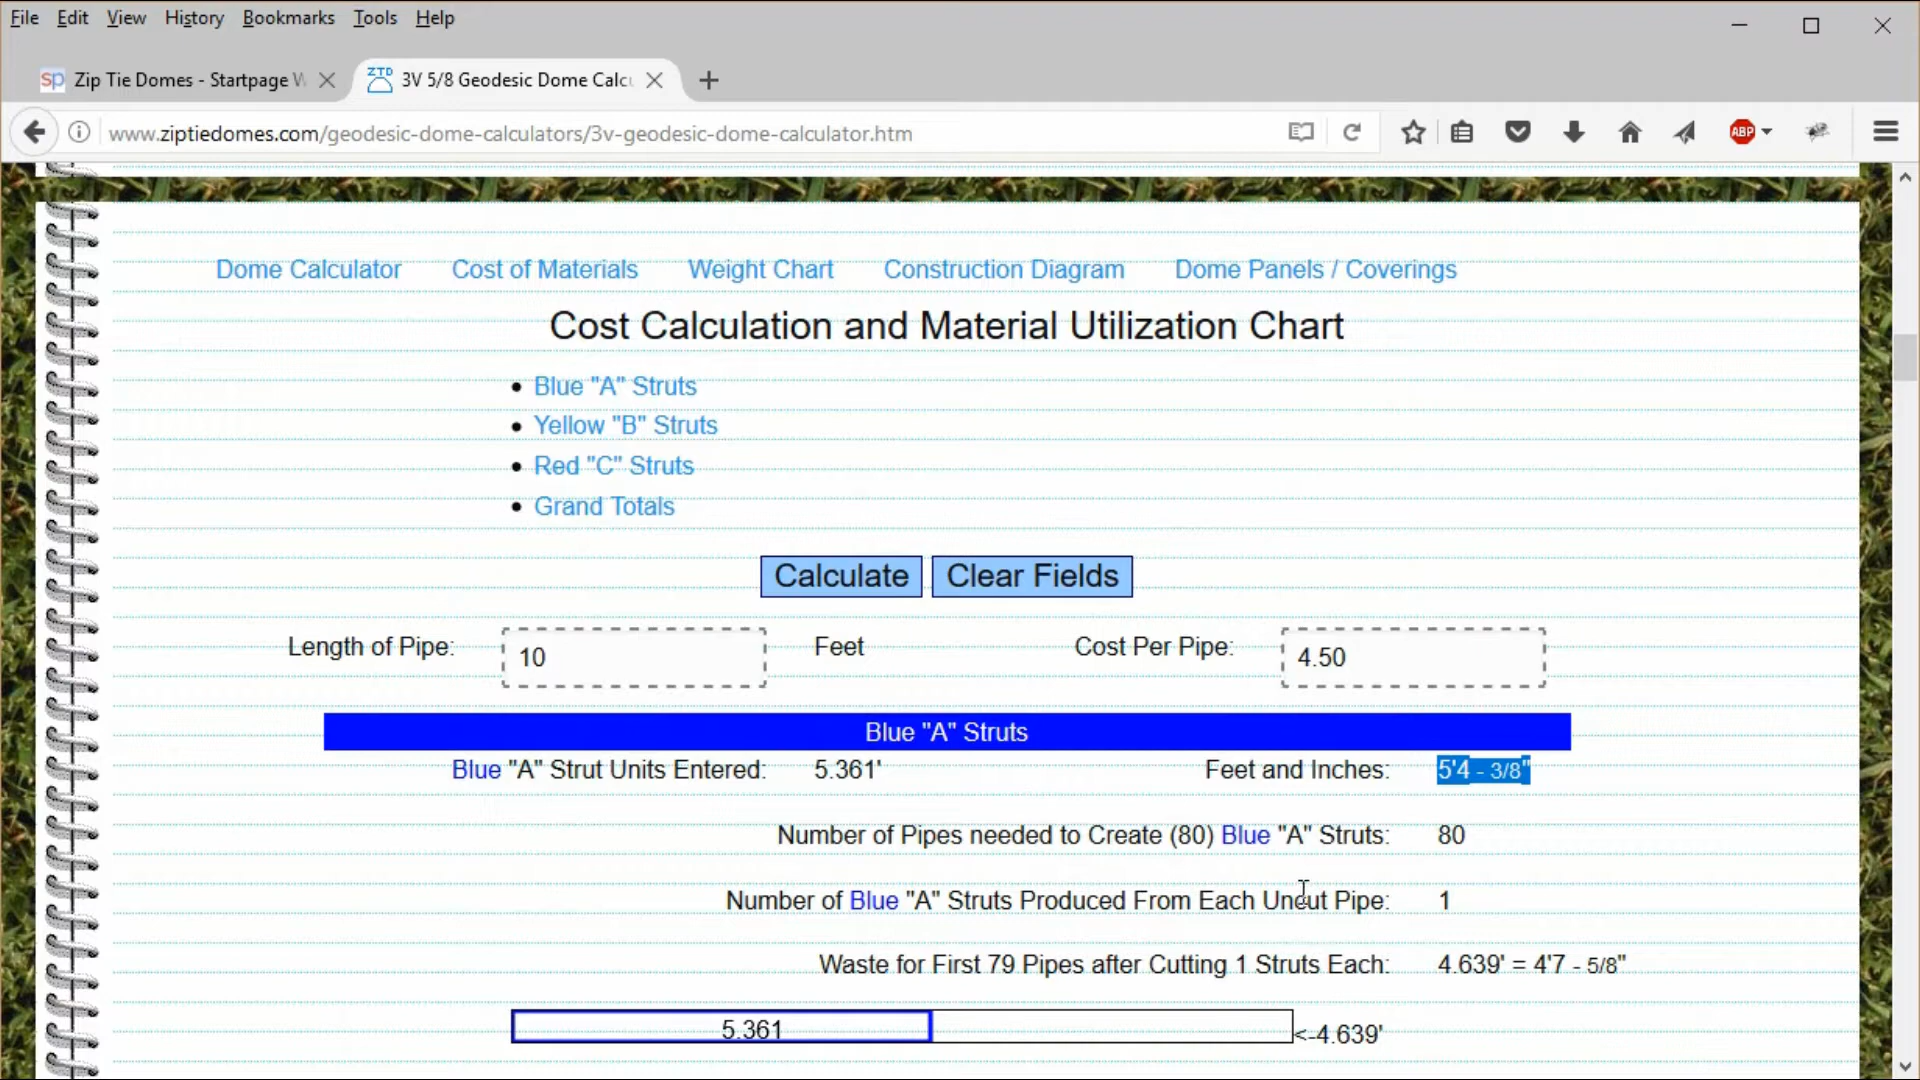 File Edit View History Bookmarks Tools Help
sp Zip Tie Domes - Startpage W
ZTD 3V 5/8 Geodesic Dome Calcu
www.ziptiedomes.com/geodesic-dome-calculators/3v-geodesic-dome-calculator.htm
ABP
Dome Calculator Cost of Materials Weight Chart Construction Diagram Dome Panels / Coverings
Cost Calculation and Material Utilization Chart
Blue "A" Struts
Yellow "B" Struts
Red "C" Struts
Grand Totals
Calculate Clear Fields
Length of Pipe: 10 Feet Cost Per Pipe: 4.50
Blue "A" Struts
Blue "A" Strut Units Entered: 5.361' Feet and Inches: 5'4 - 3/8"
Number of Pipes needed to Create (80) Blue "A" Struts: 80
Number of Blue "A" Struts Produced From Each Uncut Pipe: 1
Waste for First 79 Pipes after Cutting 1 Struts Each: 4.639' = 4'7 - 5/8"
5.361 <-4.639'